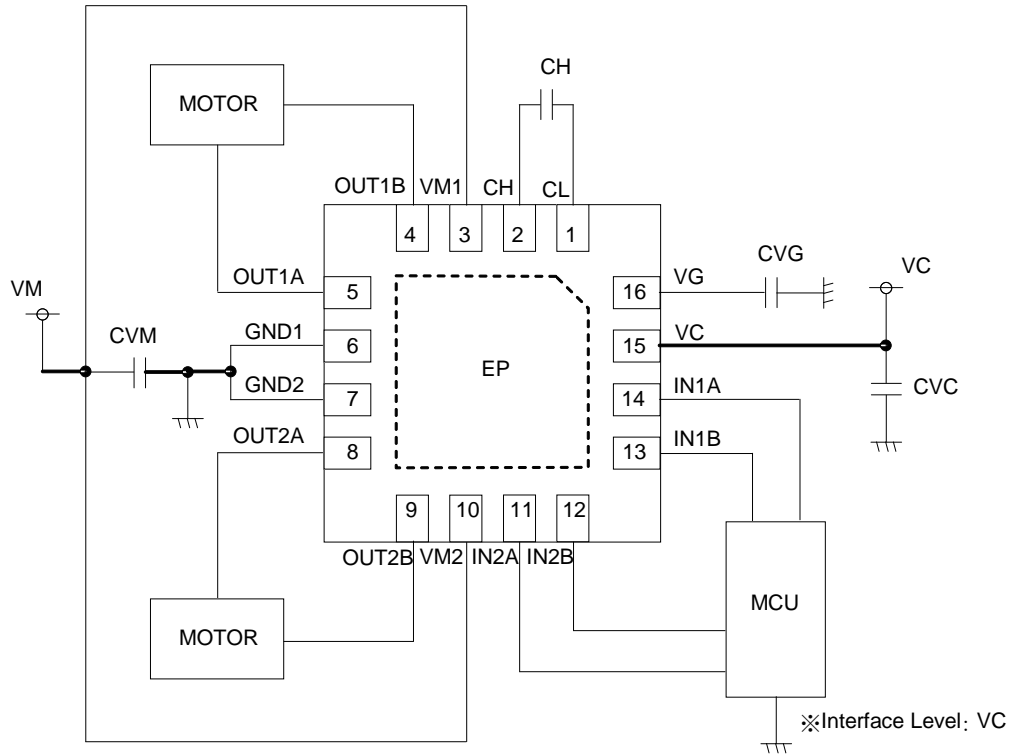 CH
MOTOR
OUT1B VM1 CH CL
4 3 2 1
CVG
VC
OUT1A 5
16 VG
VM
CVM
GND1 6
15 VC
EP
GND2 7
14 IN1A
CVC
OUT2A 8
13 IN1B
9 10 11 12
OUT2B VM2 IN2A IN2B
MCU
MOTOR
※Interface Level: VC